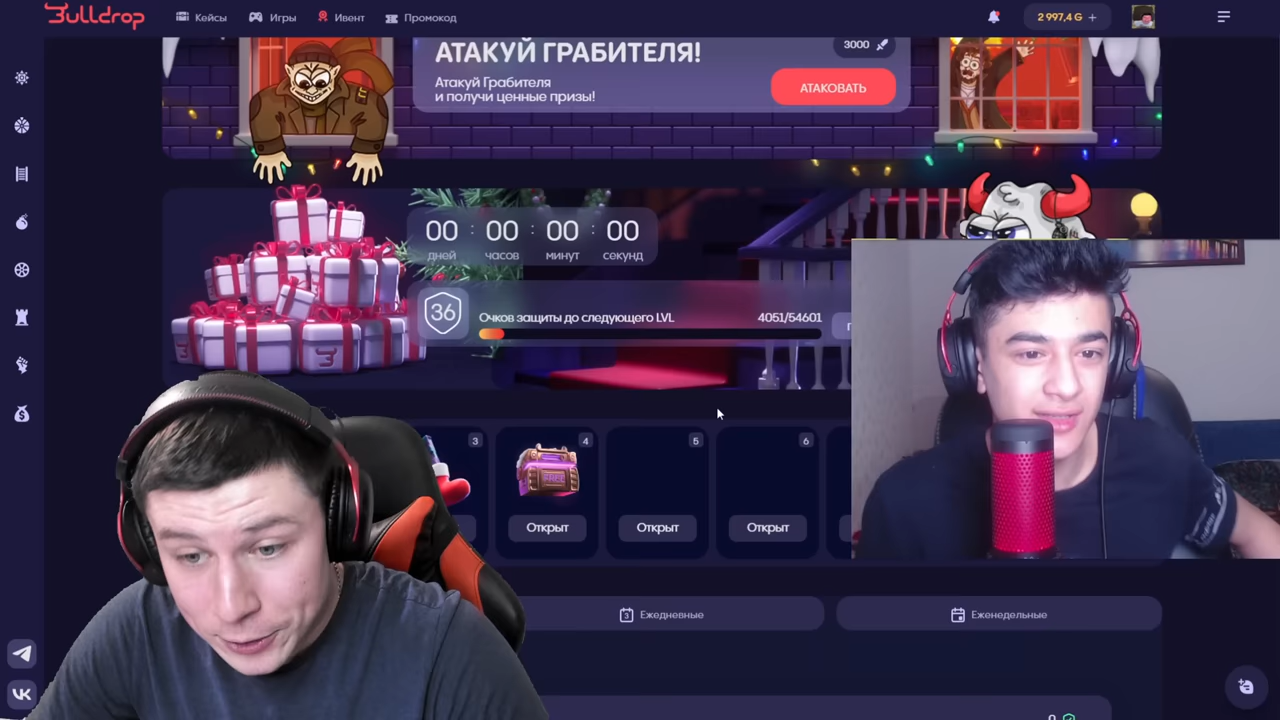 Bulldrop
Кейсы
Игры
Ивент
Промокод
2 997,4 G +
АТАКУЙ ГРАБИТЕЛЯ!
3000
Атакуй Грабителя
и получи ценные призы!
АТАКОВАТЬ
00 : 00 : 00 : 00
дней часов минут секунд
36
Очков защиты до следующего LVL
4051/54601
3
4
5
6
Открыт
Открыт
Открыт
3
Ежедневные
Еженедельные